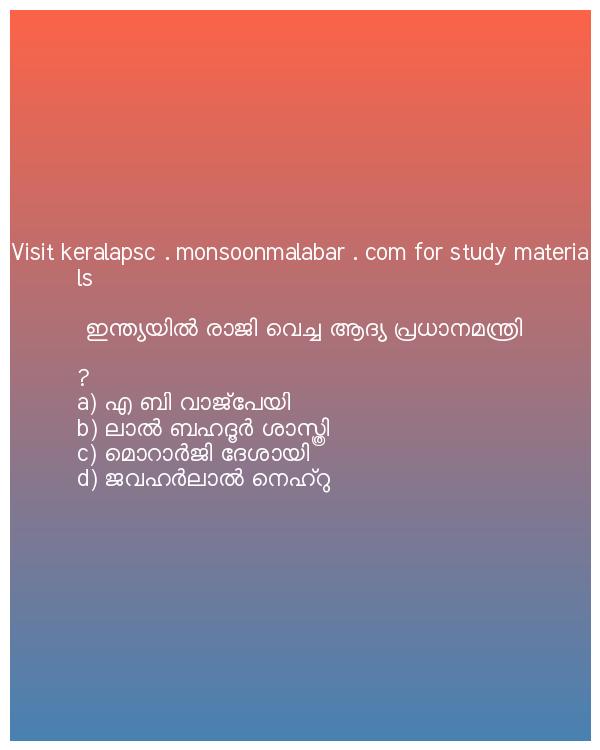 Visit keralapsc . monsoonmalabar . com for study materia
ls
ഇന്ത്യയിൽ രാജി വെച്ച ആദ്യ പ്രധാനമന്ത്രി
?
a) എ ബി വാജ്പേയി
b) ലാൽ ബഹദൂർ ശാസ്ത്രി
c) മൊറാർജി ദേശായി
d) ജവഹർലാൽ നെഹ്റു